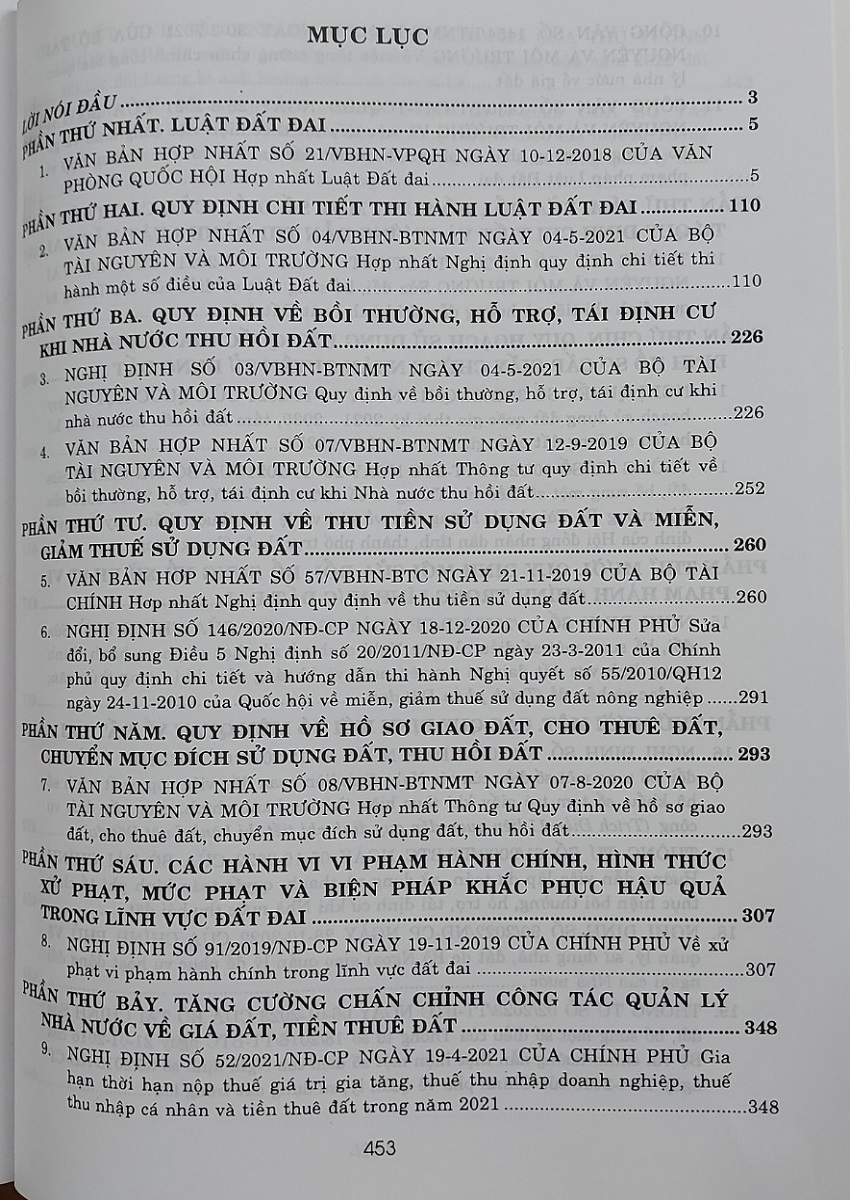 MỤC LỤC
LỜI NÓI ĐẦU ..... 3
PHẦN THỨ NHẤT. LUẬT ĐẤT ĐAI ..... 5
1. VĂN BẢN HỢP NHẤT SỐ 21/VBHN-VPQH NGÀY 10-12-2018 CỦA VĂN
PHÒNG QUỐC HỘI Hợp nhất Luật Đất đai ..... 5
PHẦN THỨ HAI. QUY ĐỊNH CHI TIẾT THI HÀNH LUẬT ĐẤT ĐAI ..... 110
2. VĂN BẢN HỢP NHẤT SỐ 04/VBHN-BTNMT NGÀY 04-5-2021 CỦA BỘ
TÀI NGUYÊN VÀ MÔI TRƯỜNG Hợp nhất Nghị định quy định chi tiết thi
hành một số điều của Luật Đất đai ..... 110
PHẦN THỨ BA. QUY ĐỊNH VỀ BỒI THƯỜNG, HỖ TRỢ, TÁI ĐỊNH CƯ
KHI NHÀ NƯỚC THU HỒI ĐẤT ..... 226
3. NGHỊ ĐỊNH SỐ 03/VBHN-BTNMT NGÀY 04-5-2021 CỦA BỘ TÀI
NGUYÊN VÀ MÔI TRƯỜNG Quy định về bồi thường, hỗ trợ, tái định cư khi
nhà nước thu hồi đất ..... 226
4. VĂN BẢN HỢP NHẤT SỐ 07/VBHN-BTNMT NGÀY 12-9-2019 CỦA BỘ
TÀI NGUYÊN VÀ MÔI TRƯỜNG Hợp nhất Thông tư quy định chi tiết về
bồi thường, hỗ trợ, tái định cư khi Nhà nước thu hồi đất ..... 252
PHẦN THỨ TƯ. QUY ĐỊNH VỀ THU TIỀN SỬ DỤNG ĐẤT VÀ MIỄN,
GIẢM THUẾ SỬ DỤNG ĐẤT ..... 260
5. VĂN BẢN HỢP NHẤT SỐ 57/VBHN-BTC NGÀY 21-11-2019 CỦA BỘ TÀI
CHÍNH Hợp nhất Nghị định quy định về thu tiền sử dụng đất ..... 260
6. NGHỊ ĐỊNH SỐ 146/2020/NĐ-CP NGÀY 18-12-2020 CỦA CHÍNH PHỦ Sửa
đổi, bổ sung Điều 5 Nghị định số 20/2011/NĐ-CP ngày 23-3-2011 của Chính
phủ quy định chi tiết và hướng dẫn thi hành Nghị quyết số 55/2010/QH12
ngày 24-11-2010 của Quốc hội về miễn, giảm thuế sử dụng đất nông nghiệp ..... 291
PHẦN THỨ NĂM. QUY ĐỊNH VỀ HỒ SƠ GIAO ĐẤT, CHO THUÊ ĐẤT,
CHUYỂN MỤC ĐÍCH SỬ DỤNG ĐẤT, THU HỒI ĐẤT ..... 293
7. VĂN BẢN HỢP NHẤT SỐ 08/VBHN-BTNMT NGÀY 07-8-2020 CỦA BỘ
TÀI NGUYÊN VÀ MÔI TRƯỜNG Hợp nhất Thông tư Quy định về hồ sơ giao
đất, cho thuê đất, chuyển mục đích sử dụng đất, thu hồi đất ..... 293
PHẦN THỨ SÁU. CÁC HÀNH VI VI PHẠM HÀNH CHÍNH, HÌNH THỨC
XỬ PHẠT, MỨC PHẠT VÀ BIỆN PHÁP KHẮC PHỤC HẬU QUẢ
TRONG LĨNH VỰC ĐẤT ĐAI ..... 307
8. NGHỊ ĐỊNH SỐ 91/2019/NĐ-CP NGÀY 19-11-2019 CỦA CHÍNH PHỦ Về xử
phạt vi phạm hành chính trong lĩnh vực đất đai ..... 307
PHẦN THỨ BẢY. TĂNG CƯỜNG CHẤN CHỈNH CÔNG TÁC QUẢN LÝ
NHÀ NƯỚC VỀ GIÁ ĐẤT, TIỀN THUÊ ĐẤT ..... 348
9. NGHỊ ĐỊNH SỐ 52/2021/NĐ-CP NGÀY 19-4-2021 CỦA CHÍNH PHỦ Gia
hạn thời hạn nộp thuế giá trị gia tăng, thuế thu nhập doanh nghiệp, thuế
thu nhập cá nhân và tiền thuê đất trong năm 2021 ..... 348
453